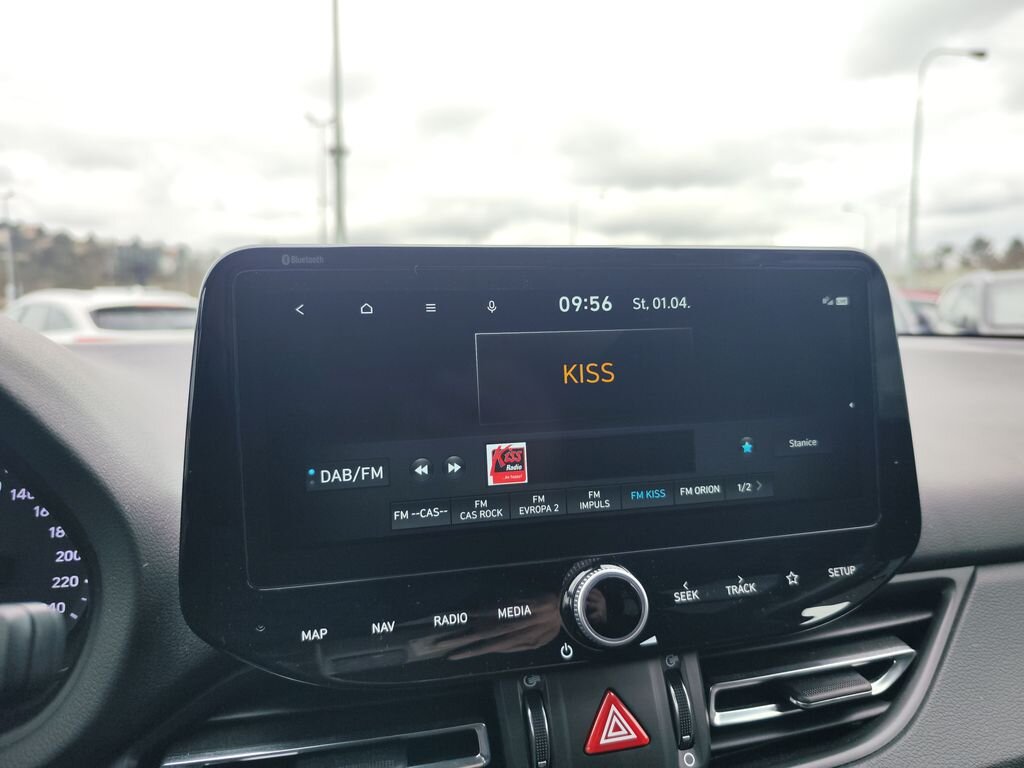 Bluetooth
09:56 St, 01.04.
KISS
Stanice
DAB/FM
Kiss
Radio
FM --CAS--
FM
CAS ROCK
FM
EVROPA 2
FM
IMPULS
FM KISS
FM ORION
1/2
MAP
NAV
RADIO
MEDIA
SEEK
TRACK
SETUP
180
200
220